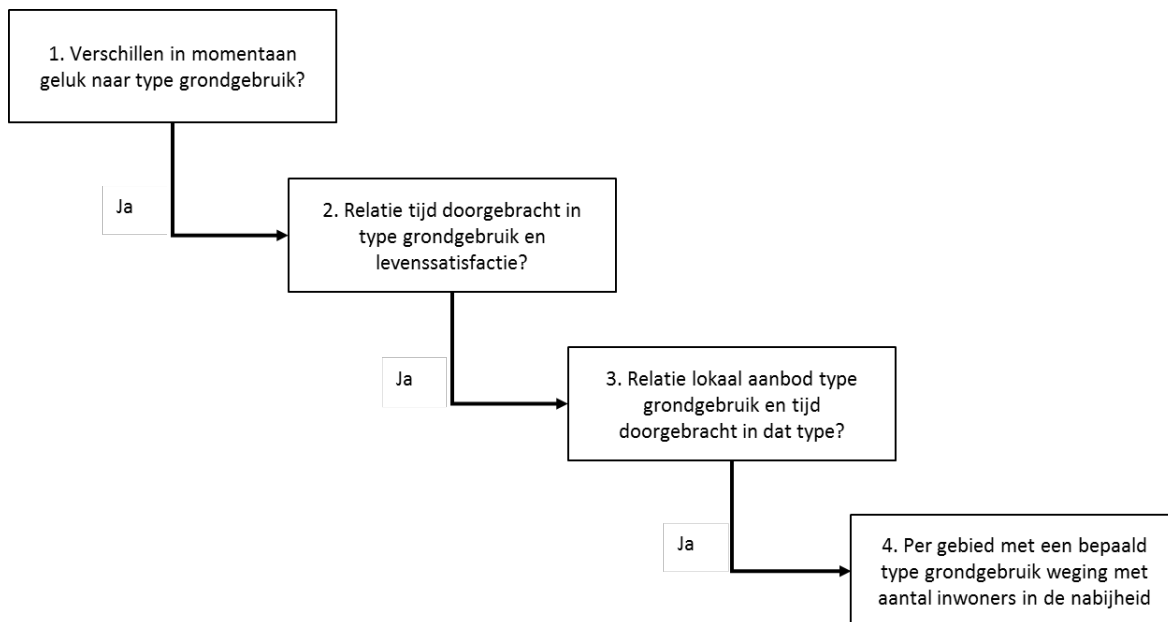 1. Verschillen in momentaan
geluk naar type grondgebruik?
Ja
2. Relatie tijd doorgebracht in
type grondgebruik en
levenssatisfactie?
Ja
3. Relatie lokaal aanbod type
grondgebruik en tijd
doorgebracht in dat type?
Ja
4. Per gebied met een bepaald
type grondgebruik weging met
aantal inwoners in de nabijheid